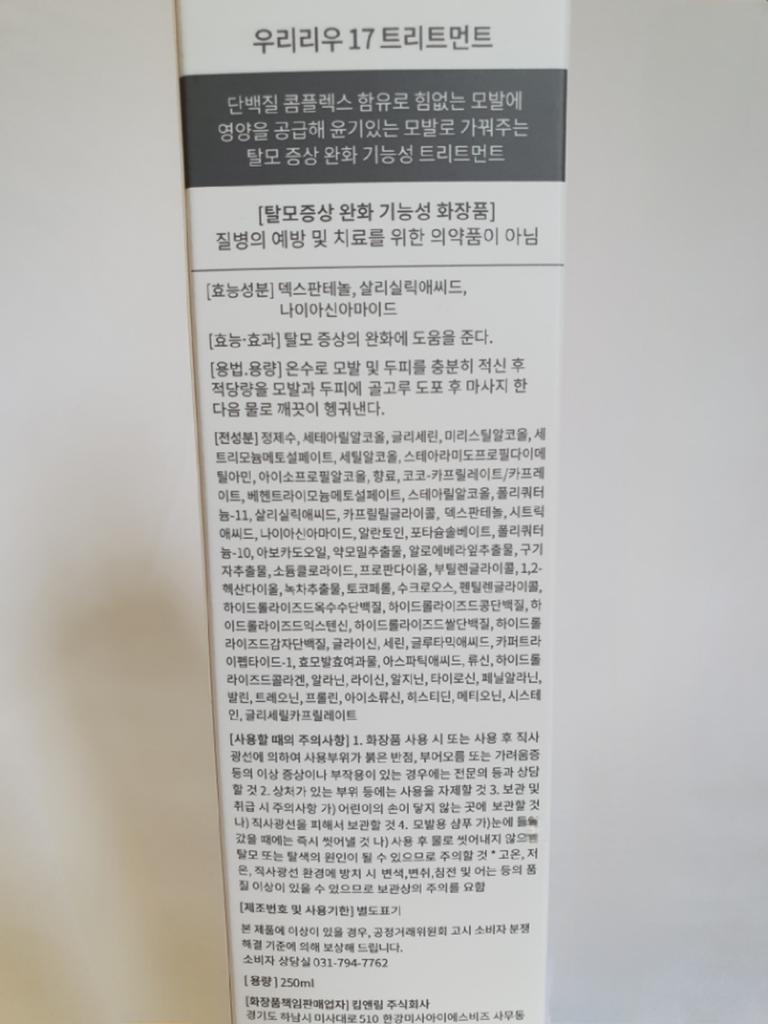 우리리우 17 트리트먼트
단백질 콤플렉스 함유로 힘없는 모발에
영양을 공급해 윤기있는 모발로 가꿔주는
탈모 증상 완화 기능성 트리트먼트
[탈모증상 완화 기능성 화장품]
질병의 예방 및 치료를 위한 의약품이 아님
[효능성분] 덱스판테놀, 살리실릭애씨드,
나이아신아마이드
[효능·효과] 탈모 증상의 완화에 도움을 준다.
[용법.용량] 온수로 모발 및 두피를 충분히 적신 후
적당량을 모발과 두피에 골고루 도포 후 마사지 한
다음 물로 깨끗이 헹궈낸다.
[전성분] 정제수, 세테아릴알코올, 글리세린, 미리스틸알코올, 세
트리모늄메토설페이트, 세틸알코올, 스테아라미도프로필다이메
틸아민, 아이소프로필알코올, 향료, 코코-카프릴레이트/카프레
이트, 베헨트라이모늄메토설페이트, 스테아릴알코올, 폴리쿼터
늄-11, 살리실릭애씨드, 카프릴릴글라이콜, 덱스판테놀, 시트릭
애씨드, 나이아신아마이드, 알란토인, 포타슘솔베이트, 폴리쿼터
늄-10, 아보카도오일, 약모밀추출물, 알로에베라잎추출물, 구기
자추출물, 소듐클로라이드, 프로판다이올, 부틸렌글라이콜, 1,2-
헥산다이올, 녹차추출물, 토코페롤, 수크로오스, 펜틸렌글라이콜,
하이드롤라이즈드옥수수단백질, 하이드롤라이즈드콩단백질, 하
이드롤라이즈드익스텐신, 하이드롤라이즈드쌀단백질, 하이드롤
라이즈드감자단백질, 글라이신, 세린, 글루타믹애씨드, 카퍼트라
이펩타이드-1, 효모발효여과물, 아스파틱애씨드, 류신, 하이드롤
라이즈드콜라겐, 알라닌, 라이신, 알지닌, 타이로신, 페닐알라닌,
발린, 트레오닌, 프롤린, 아이소류신, 히스티딘, 메티오닌, 시스테
인, 글리세릴카프릴레이트
[사용할 때의 주의사항] 1. 화장품 사용 시 또는 사용 후 직사
광선에 의하여 사용부위가 붉은 반점, 부어오름 또는 가려움증
등의 이상 증상이나 부작용이 있는 경우에는 전문의 등과 상담
할 것 2. 상처가 있는 부위 등에는 사용을 자제할 것 3. 보관 및
취급 시 주의사항 가) 어린이의 손이 닿지 않는 곳에 보관할 것
나) 직사광선을 피해서 보관할 것 4. 모발용 샴푸 가)눈에 들어
갔을 때에는 즉시 씻어낼 것 나) 사용 후 물로 씻어내지 않으면
탈모 또는 탈색의 원인이 될 수 있으므로 주의할 것 * 고온, 저
온, 직사광선 환경에 방치 시 변색,변취,침전 및 어는 등의 품
질 이상이 있을 수 있으므로 보관상의 주의를 요함
[제조번호 및 사용기한] 별도표기
본 제품에 이상이 있을 경우, 공정거래위원회 고시 소비자 분쟁
해결 기준에 의해 보상해 드립니다.
소비자 상담실 031-794-7762
[용량] 250ml
[화장품책임판매업자] 킴앤림 주식회사
경기도 하남시 미사대로 510 한강미사아이에스비즈 사무동